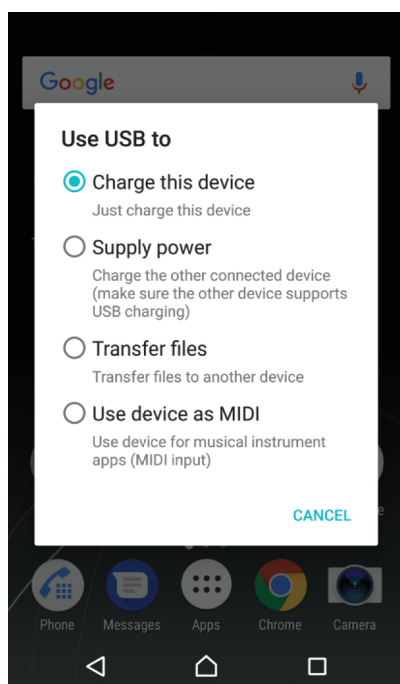 Google
Use USB to
Charge this device
Just charge this device
Supply power
Charge the other connected device
(make sure the other device supports
USB charging)
Transfer files
Transfer files to another device
Use device as MIDI
Use device for musical instrument
apps (MIDI input)
CANCEL
Phone Messages Apps Chrome Camera